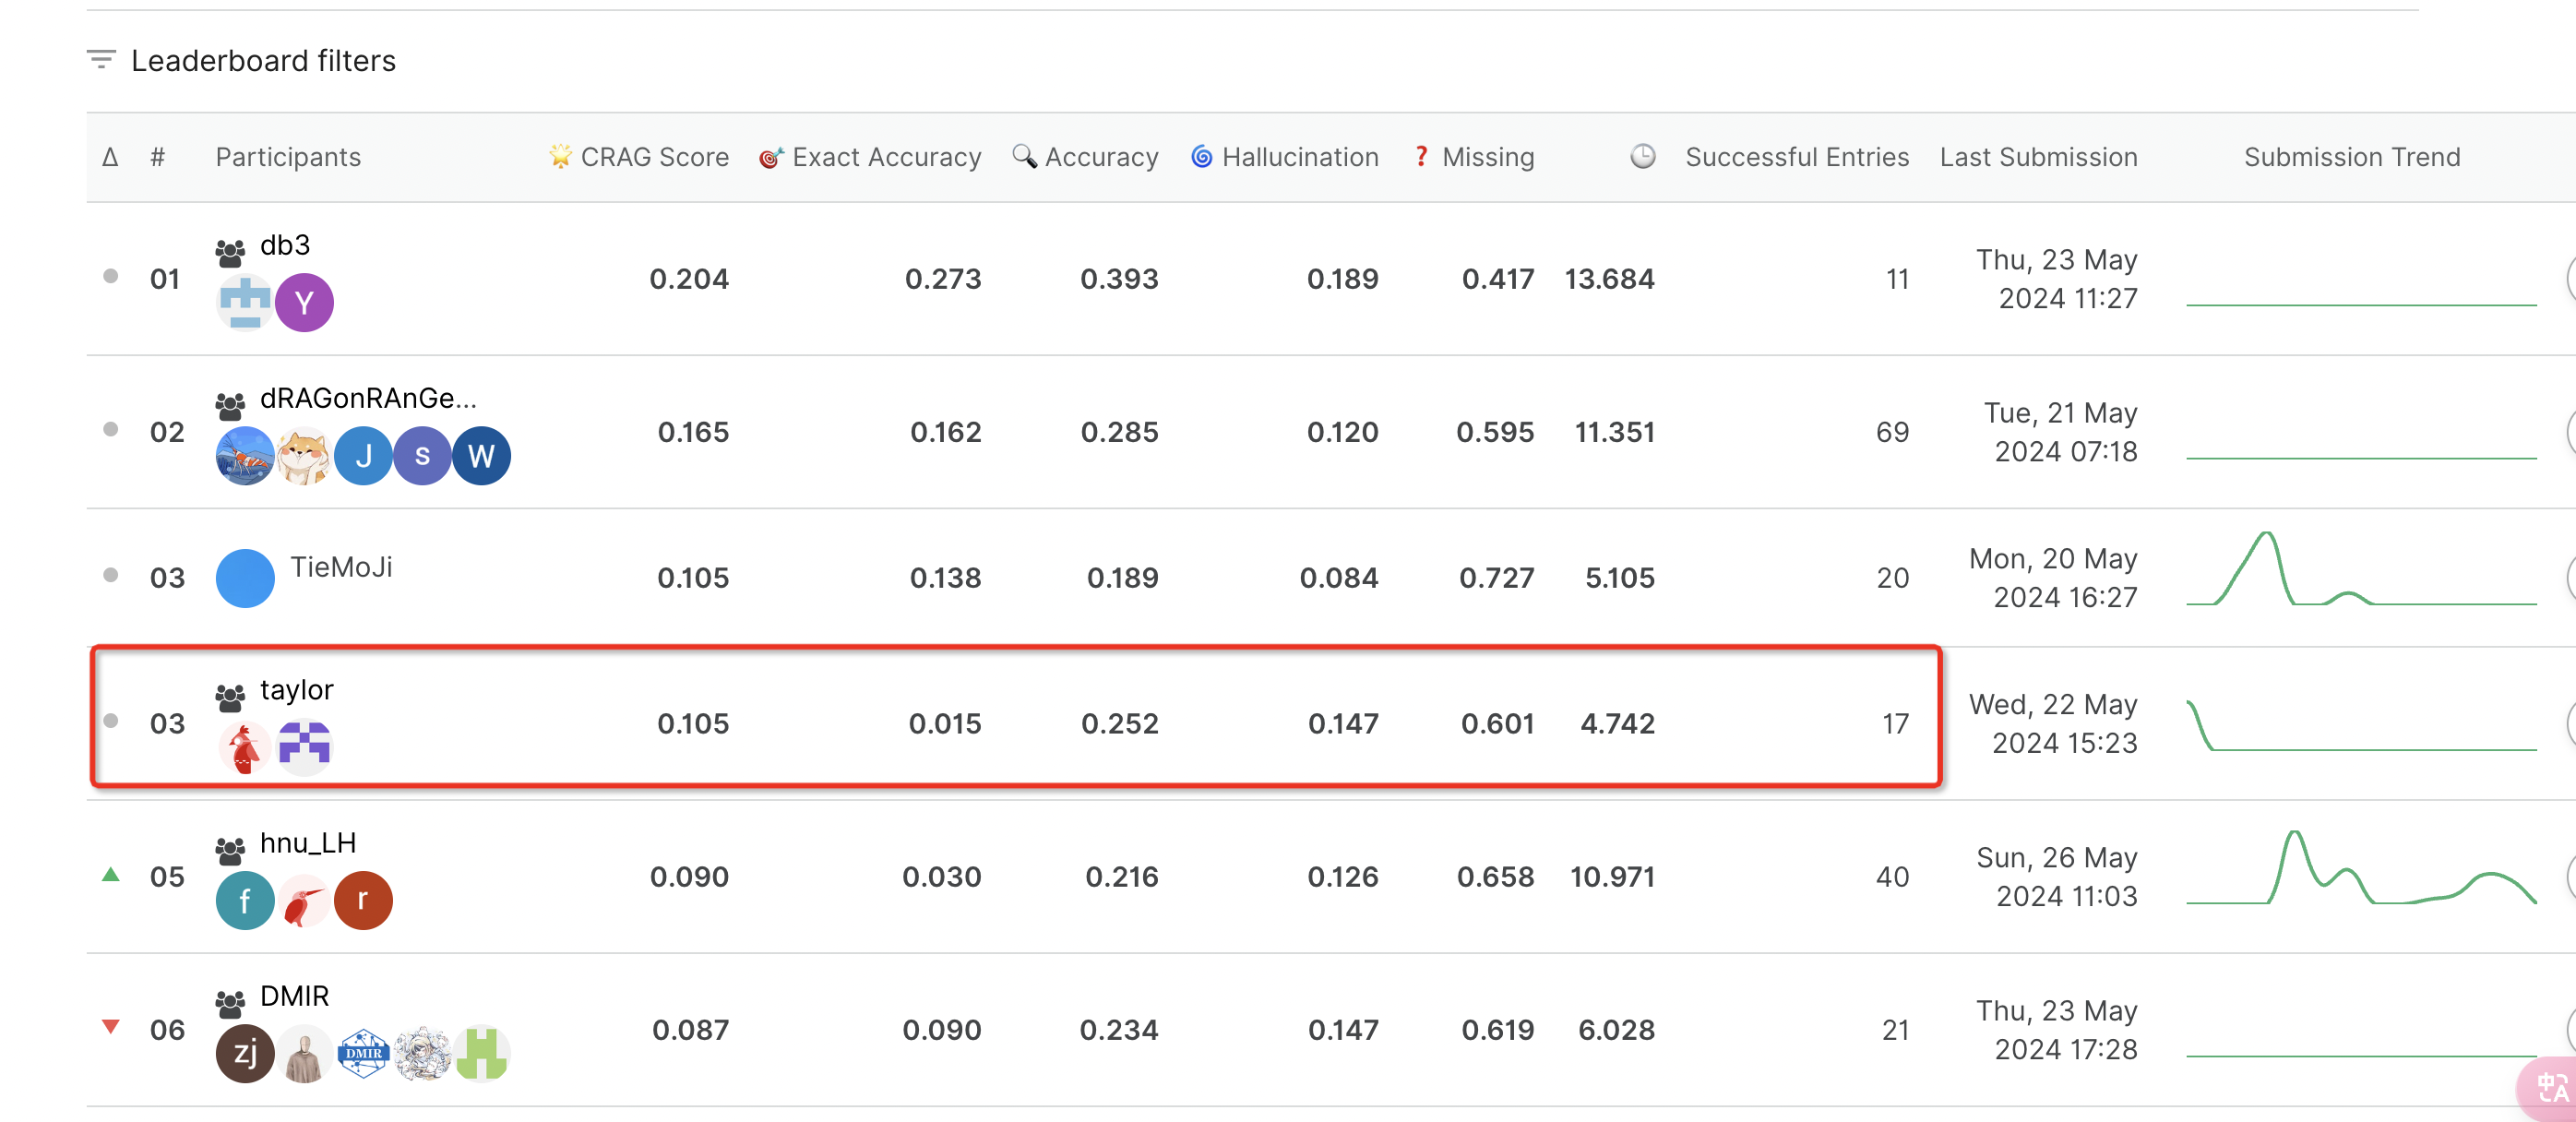 Leaderboard filters
Δ # Participants 🌟 CRAG Score 🎯 Exact Accuracy 🔍 Accuracy 🌀 Hallucination ❓ Missing 🕒 Successful Entries Last Submission Submission Trend
db3
01 0.204 0.273 0.393 0.189 0.417 13.684 11 Thu, 23 May
2024 11:27
Y
dRAGonRAnGe...
02 0.165 0.162 0.285 0.120 0.595 11.351 69 Tue, 21 May
2024 07:18
J s W
03 TieMoJi 0.105 0.138 0.189 0.084 0.727 5.105 20 Mon, 20 May
2024 16:27
taylor
03 0.105 0.015 0.252 0.147 0.601 4.742 17 Wed, 22 May
2024 15:23
hnu_LH
05 0.090 0.030 0.216 0.126 0.658 10.971 40 Sun, 26 May
2024 11:03
f r
DMIR
06 0.087 0.090 0.234 0.147 0.619 6.028 21 Thu, 23 May
2024 17:28
zj DMIR
中 A